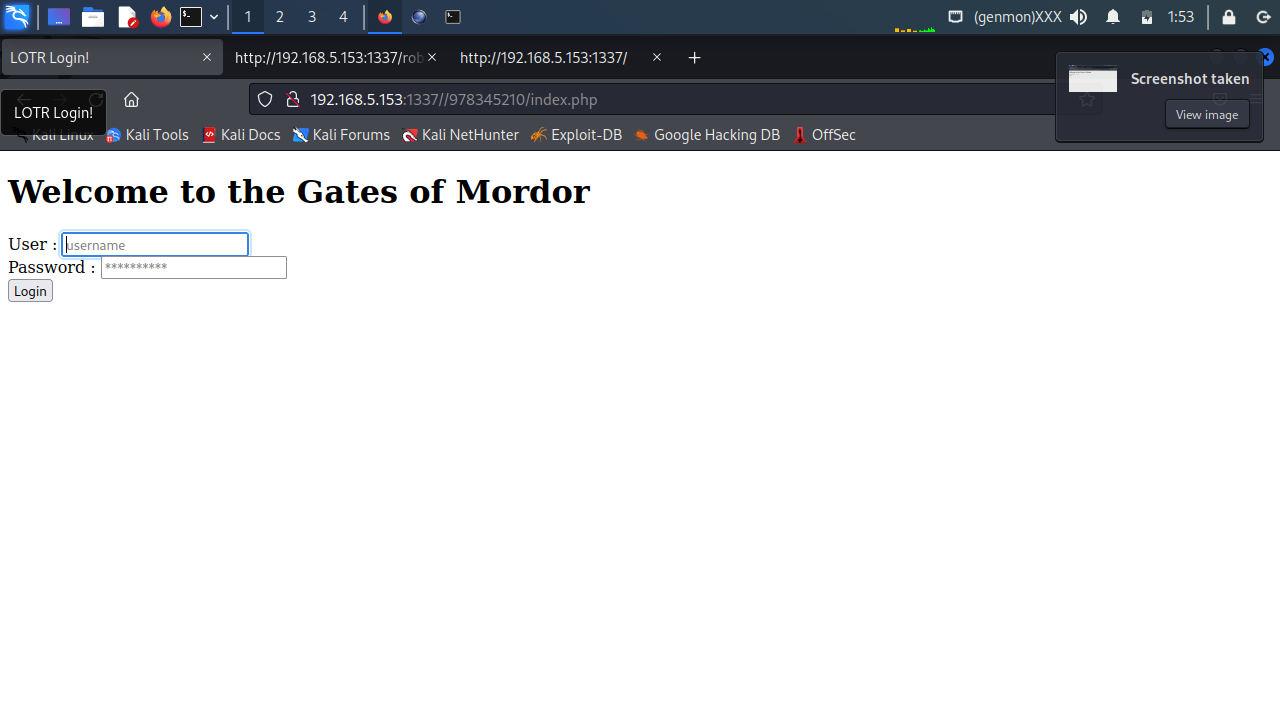 1 2 3 4 (genmon)XXX 1:53
LOTR Login! http://192.168.5.153:1337/rob http://192.168.5.153:1337/
Screenshot taken
View image
192.168.5.153:1337//978345210/index.php
LOTR Login!
Kali Linux Kali Tools Kali Docs Kali Forums Kali NetHunter Exploit-DB Google Hacking DB OffSec
Welcome to the Gates of Mordor
User : username
Password : **********
Login